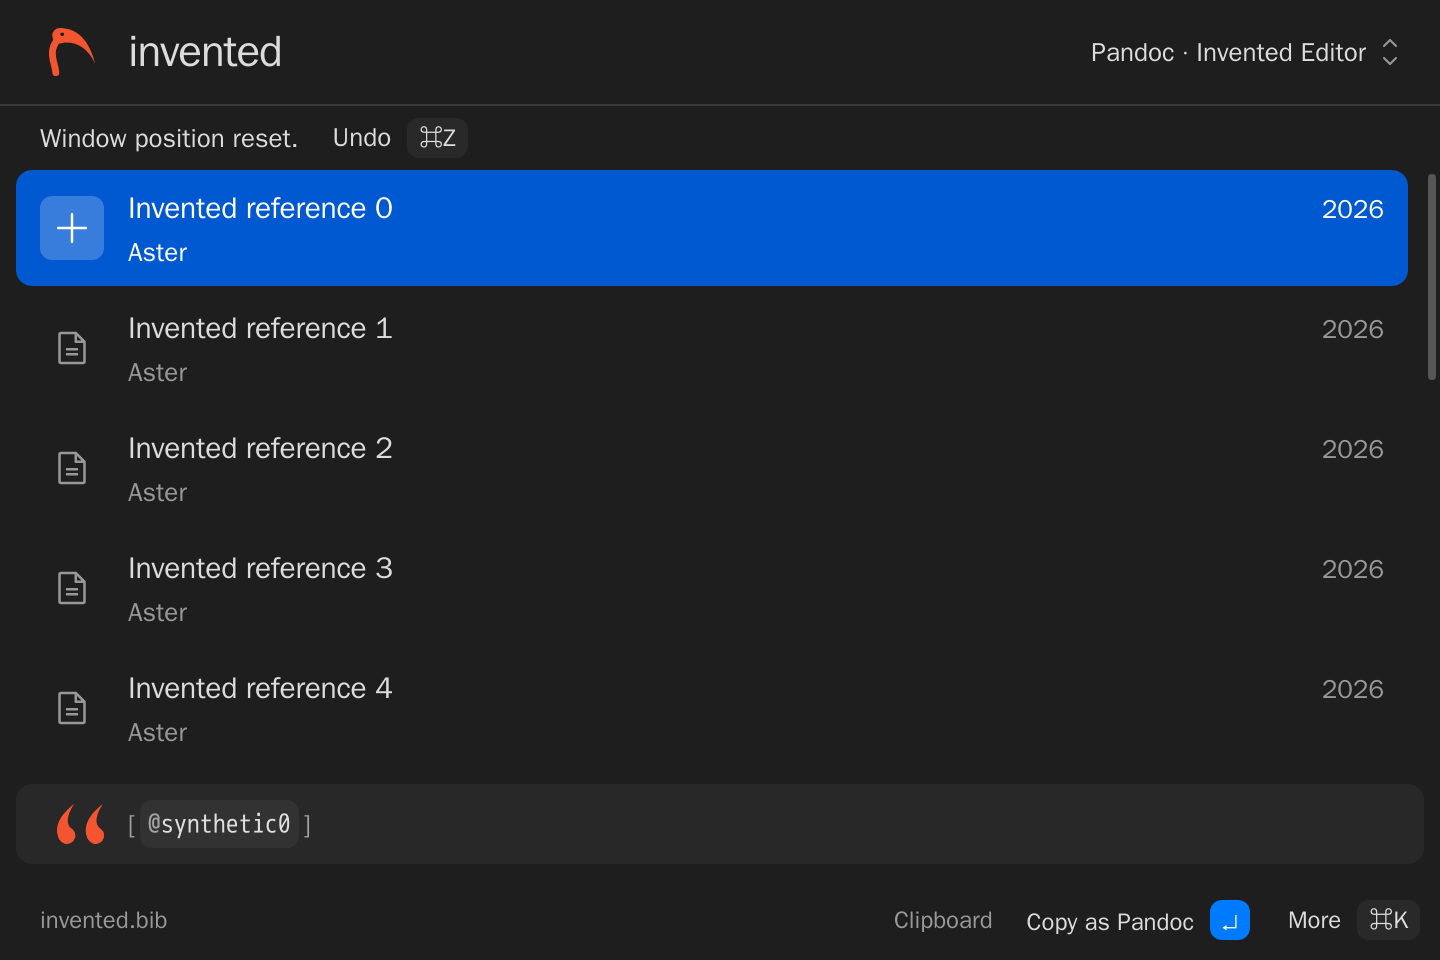 invented
Pandoc · Invented Editor
Window position reset. Undo ⌘Z
Invented reference 0 2026
Aster
Invented reference 1 2026
Aster
Invented reference 2 2026
Aster
Invented reference 3 2026
Aster
Invented reference 4 2026
Aster
[ @synthetic0 ]
invented.bib Clipboard Copy as Pandoc ↵ More ⌘K